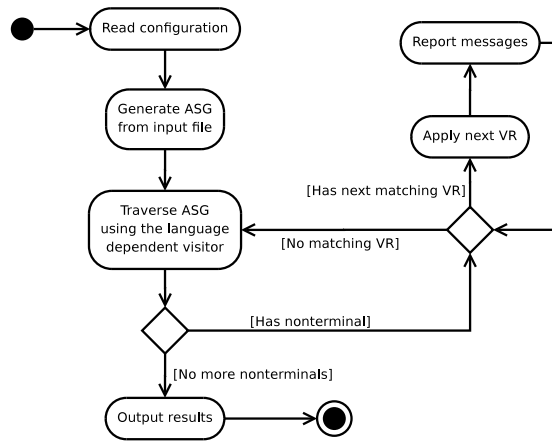 Read configuration
Report messages
Generate ASG
from input file
Apply next VR
[Has next matching VR]
Traverse ASG
using the language
dependent visitor
[No matching VR]
[Has nonterminal]
[No more nonterminals]
Output results